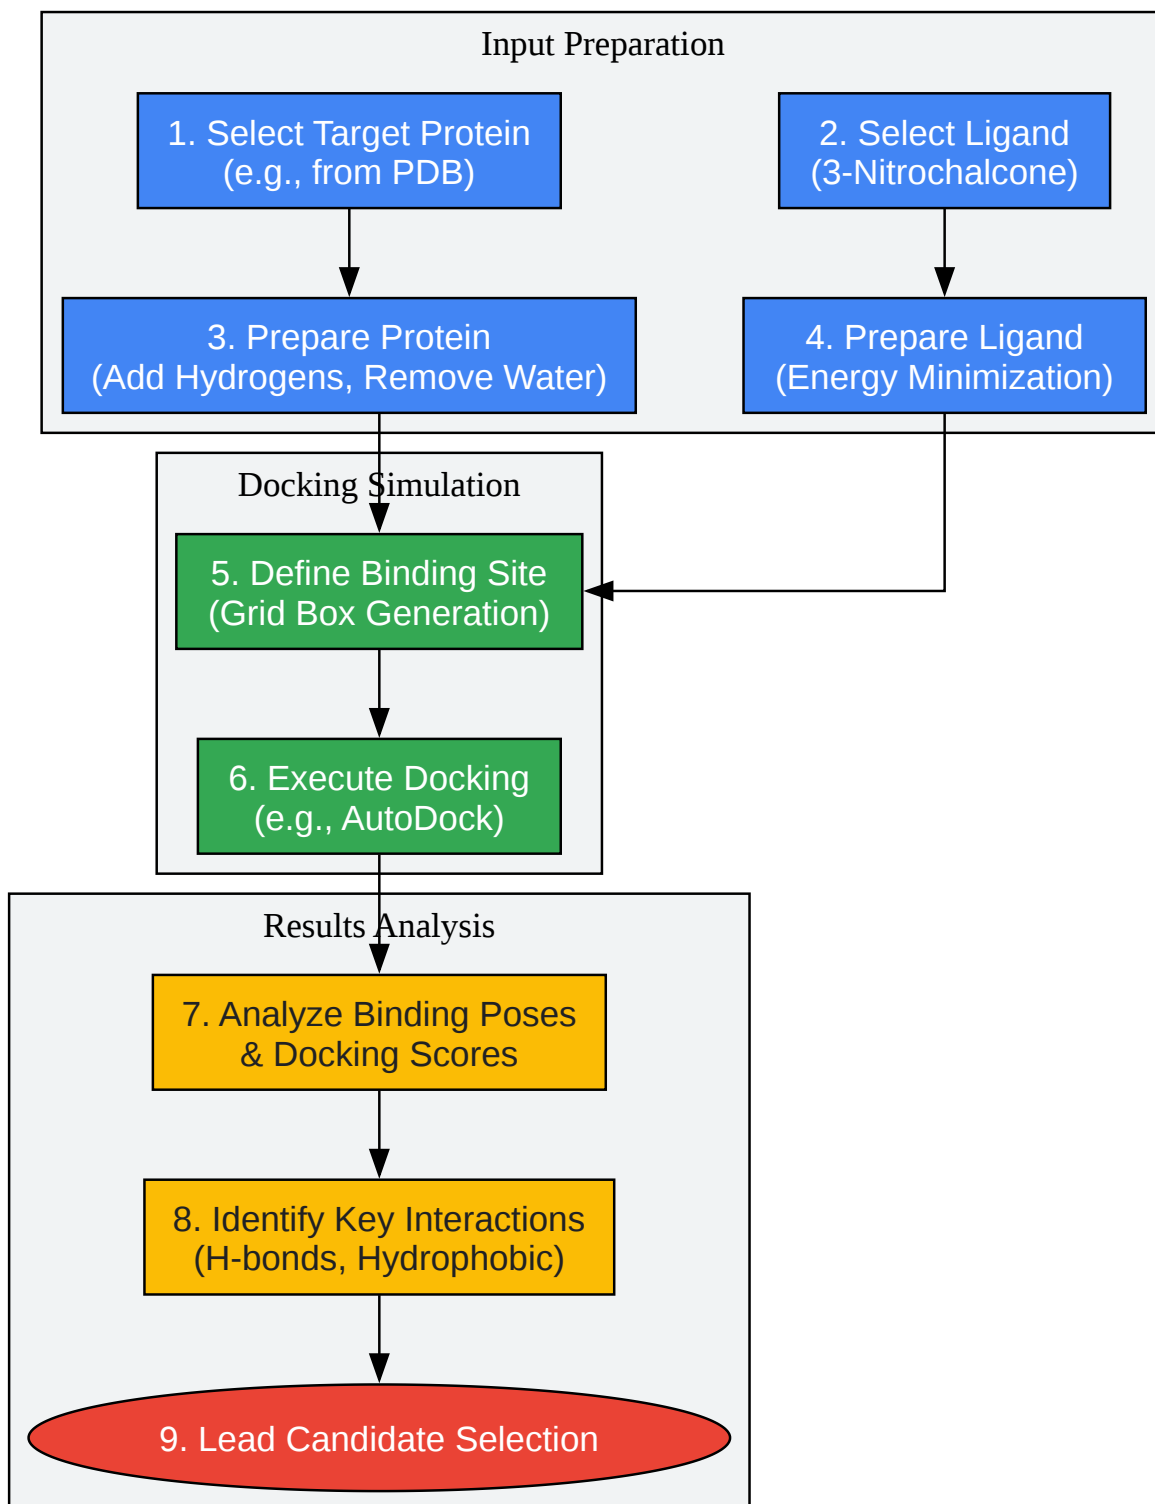 Input Preparation
1. Select Target Protein
(e.g., from PDB)
2. Select Ligand
(3-Nitrochalcone)
3. Prepare Protein
(Add Hydrogens, Remove Water)
4. Prepare Ligand
(Energy Minimization)
Docking Simulation
5. Define Binding Site
(Grid Box Generation)
6. Execute Docking
(e.g., AutoDock)
Results Analysis
7. Analyze Binding Poses
& Docking Scores
8. Identify Key Interactions
(H-bonds, Hydrophobic)
9. Lead Candidate Selection